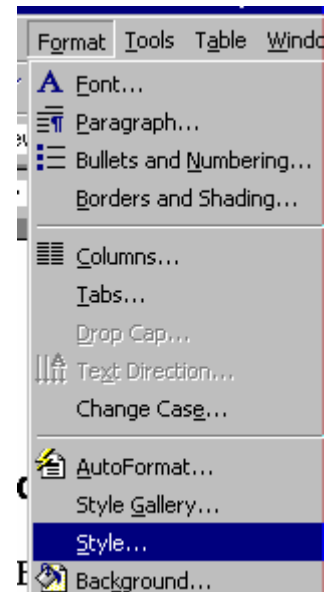 Format Tools Table
Font...
Paragraph...
Bullets and Numbering...
Borders and Shading...
Columns...
Tabs...
Drop Cap...
Text Direction...
Change Case...
AutoFormat...
Style Gallery...
Style...
Background...